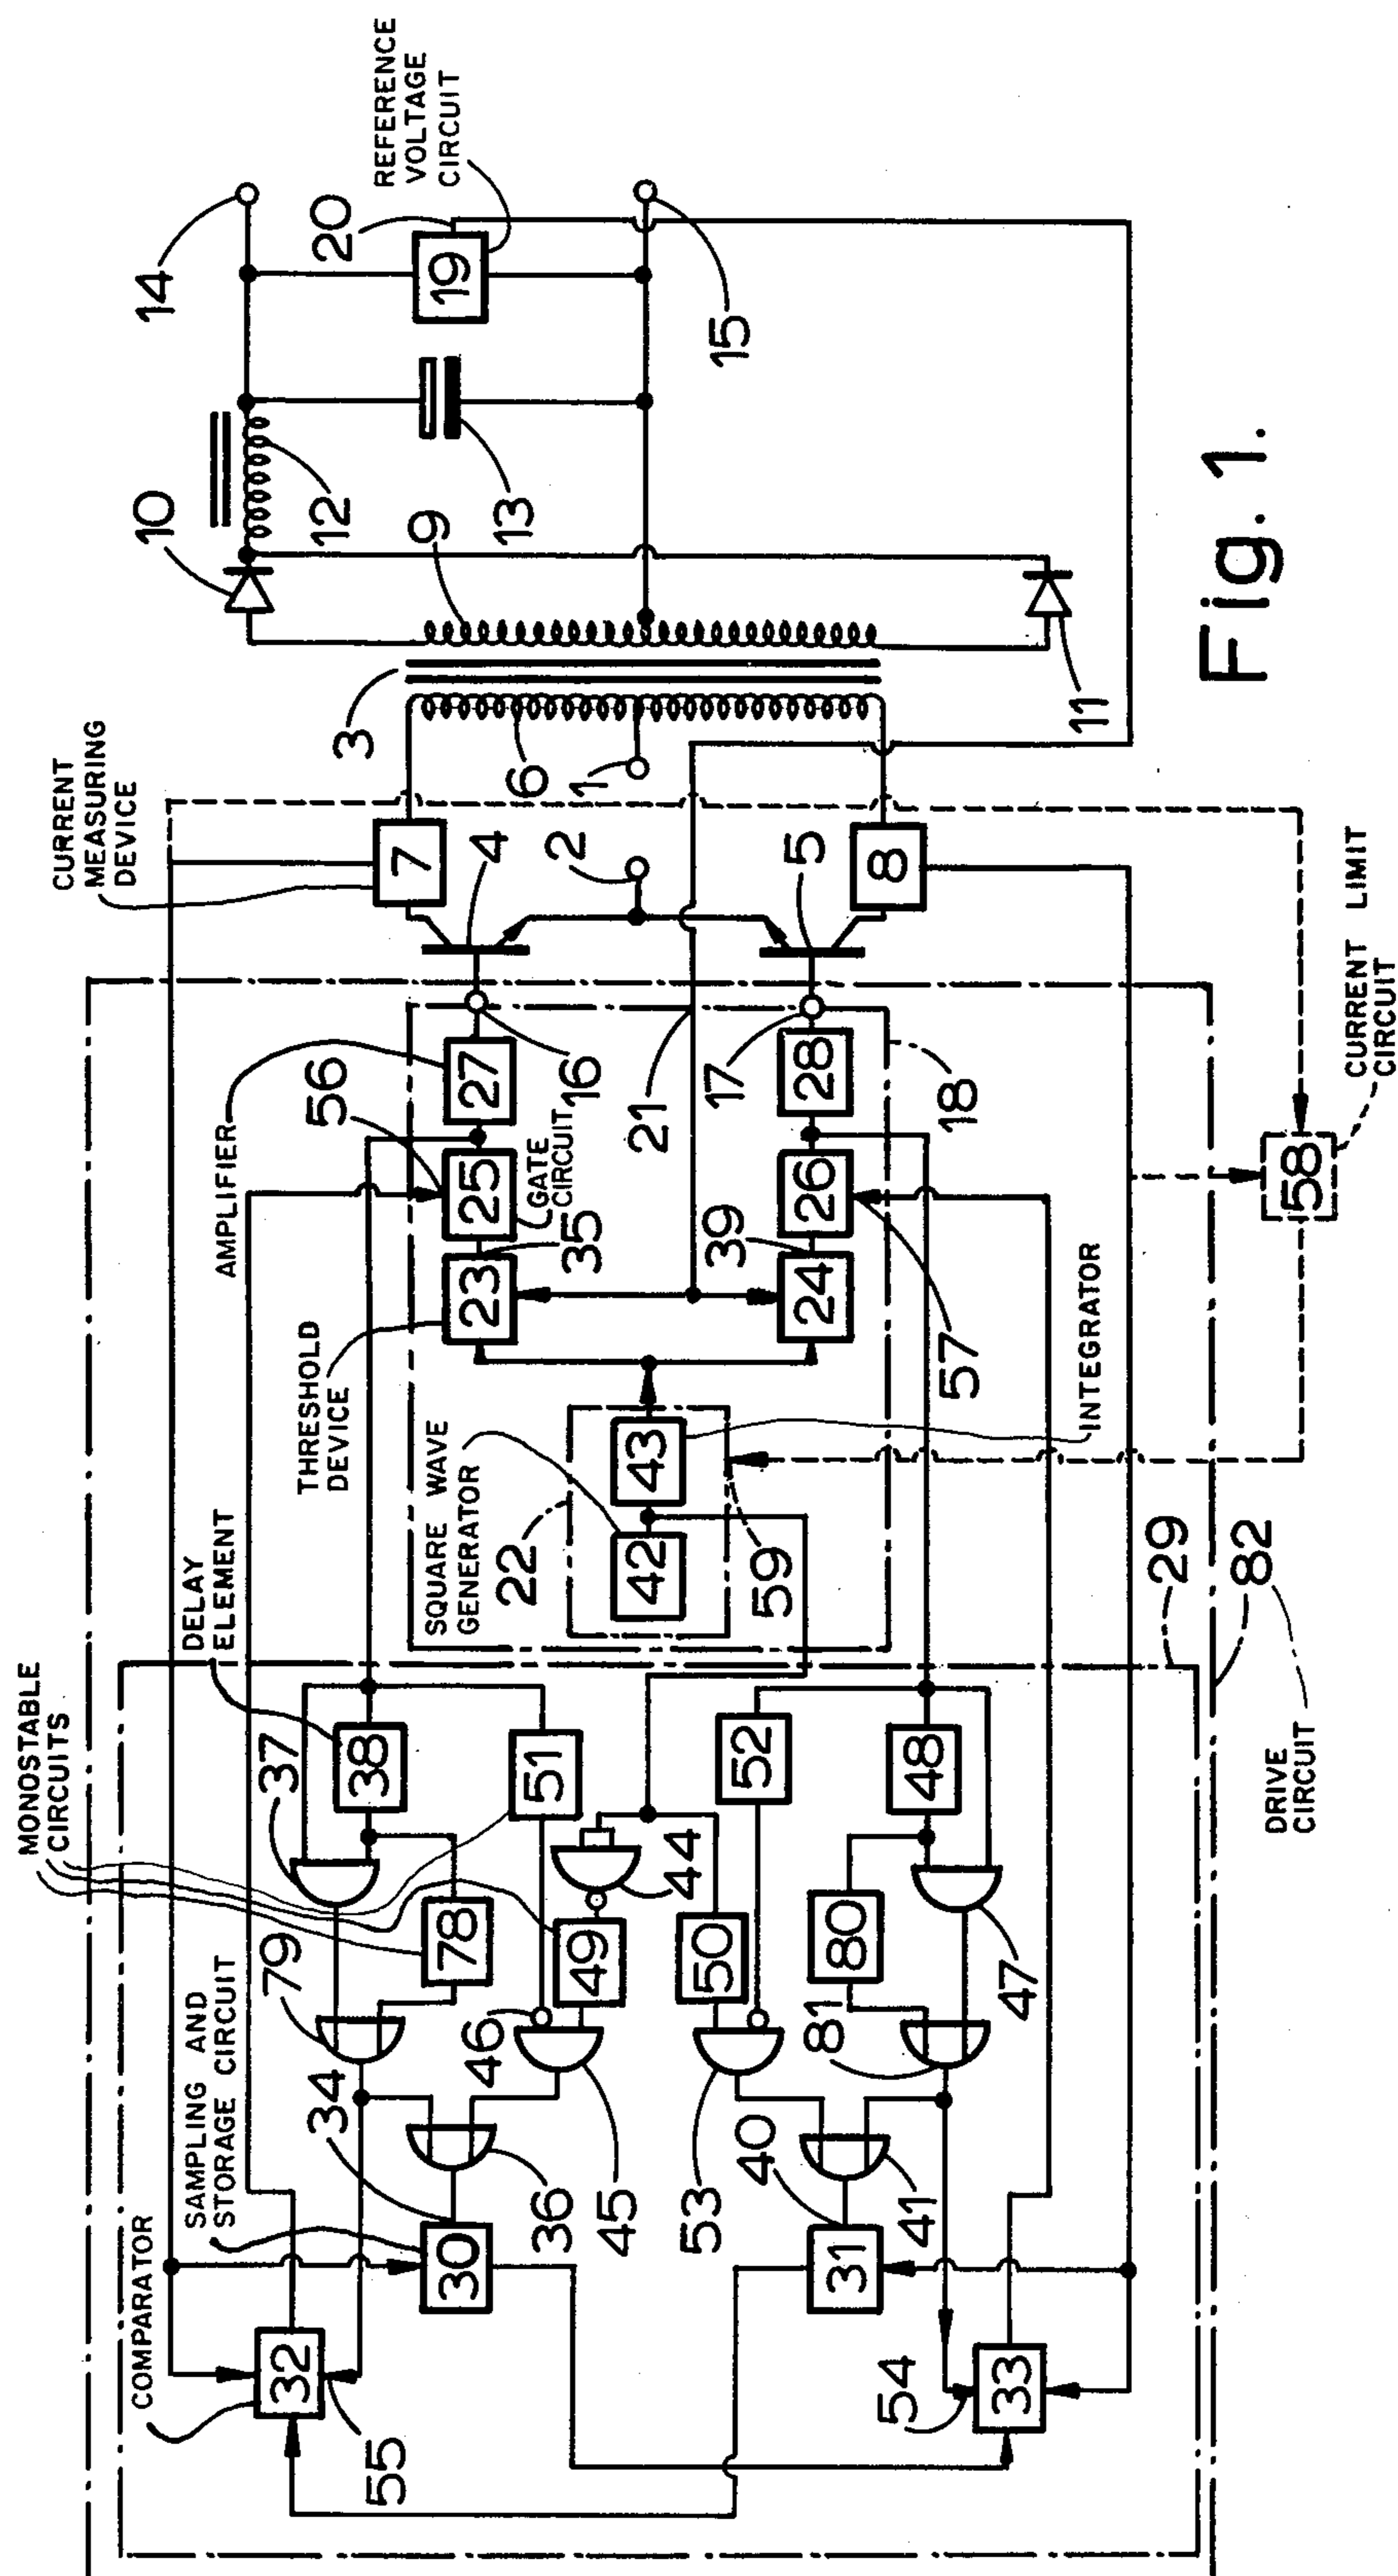 MONOSTABLE
CIRCUITS
DELAY
ELEMENT
CURRENT
MEASURING
DEVICE
REFERENCE
VOLTAGE
CIRCUIT
COMPARATOR
SAMPLING AND
STORAGE CIRCUIT
THRESHOLD
DEVICE
AMPLIFIER
SQUARE WAVE
GENERATOR
GATE
CIRCUIT
INTEGRATOR
DRIVE
CIRCUIT
CURRENT LIMIT
CIRCUIT
32
55
30
34
79
37
38
78
51
36
45
46
49
44
53
50
52
40
41
31
81
80
48
47
54
33
22
42
43
59
23
35
25
56
27
16
24
39
26
57
28
17
18
21
29
82
58
7
4
2
5
8
3
6
1
9
10
11
12
13
14
15
19
20
Fig. 1.